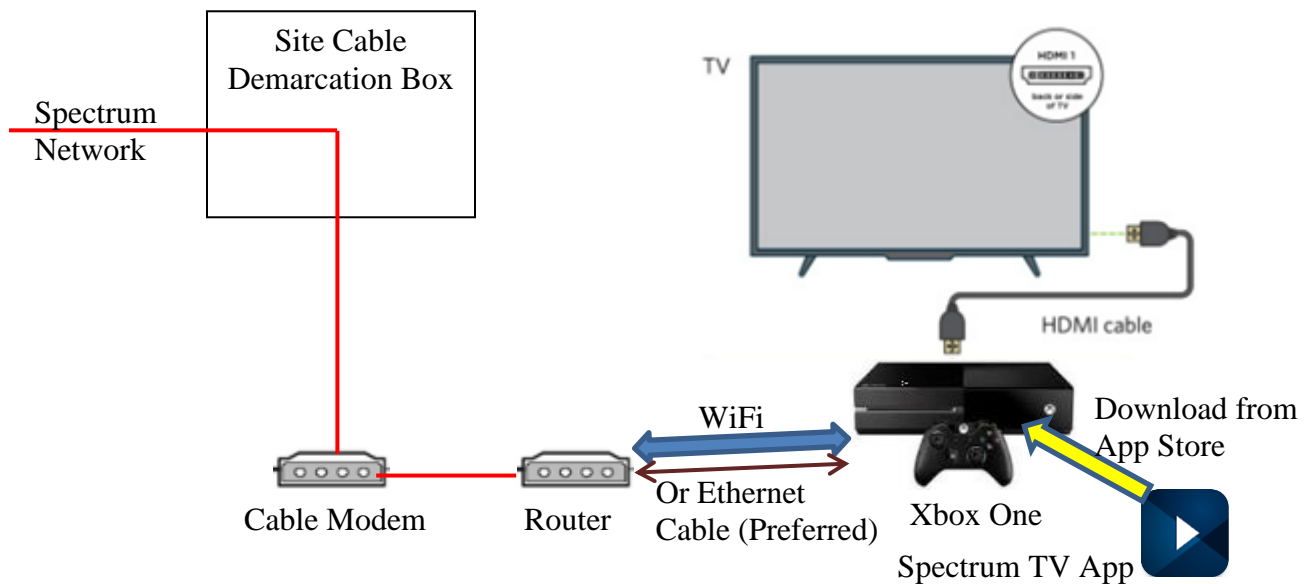 Site Cable
Demarcation Box
Spectrum
Network
TV
HDMI 1
back or side
of TV
HDMI cable
WiFi
Or Ethernet
Cable (Preferred)
Download from
App Store
Cable Modem
Router
Xbox One
Spectrum TV App